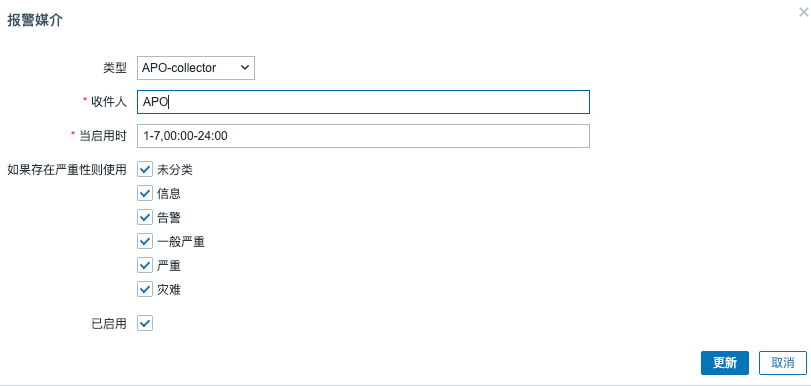 报警媒介
类型 APO-collector
* 收件人 APO
* 当启用时 1-7,00:00-24:00
如果存在严重性则使用 未分类
信息
告警
一般严重
严重
灾难
已启用
更新 取消